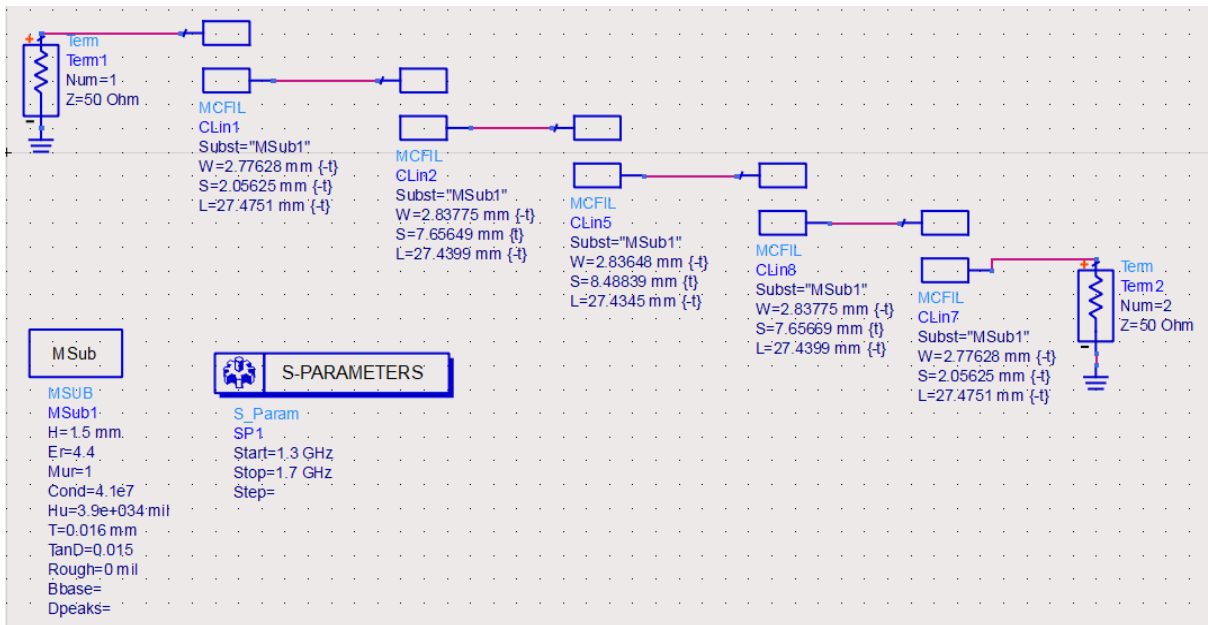 Term
Term1
Num=1
Z=50 Ohm
MCFIL
CLin1
Subst="MSub1"
W=2.77628 mm {-t}
S=2.05625 mm {-t}
L=27.4751 mm {-t}
MCFIL
CLin2
Subst="MSub1"
W=2.83775 mm {-t}
S=7.65649 mm {t}
L=27.4399 mm {-t}
MCFIL
CLin5
Subst="MSub1"
W=2.83648 mm {-t}
S=8.48839 mm {t}
L=27.4345 mm {-t}
MCFIL
CLin8
Subst="MSub1"
W=2.83775 mm {-t}
S=7.65669 mm {t}
L=27.4399 mm {-t}
MCFIL
CLin7
Subst="MSub1"
W=2.77628 mm {-t}
S=2.05625 mm {-t}
L=27.4751 mm {-t}
Term
Term2
Num=2
Z=50 Ohm
MSub
MSUB
MSub1
H=1.5 mm
Er=4.4
Mur=1
Cond=4.1e7
Hu=3.9e+034 mil
T=0.016 mm
TanD=0.015
Rough=0 mil
Bbase=
Dpeaks=
S-PARAMETERS
S_Param
SP1
Start=1.3 GHz
Stop=1.7 GHz
Step=